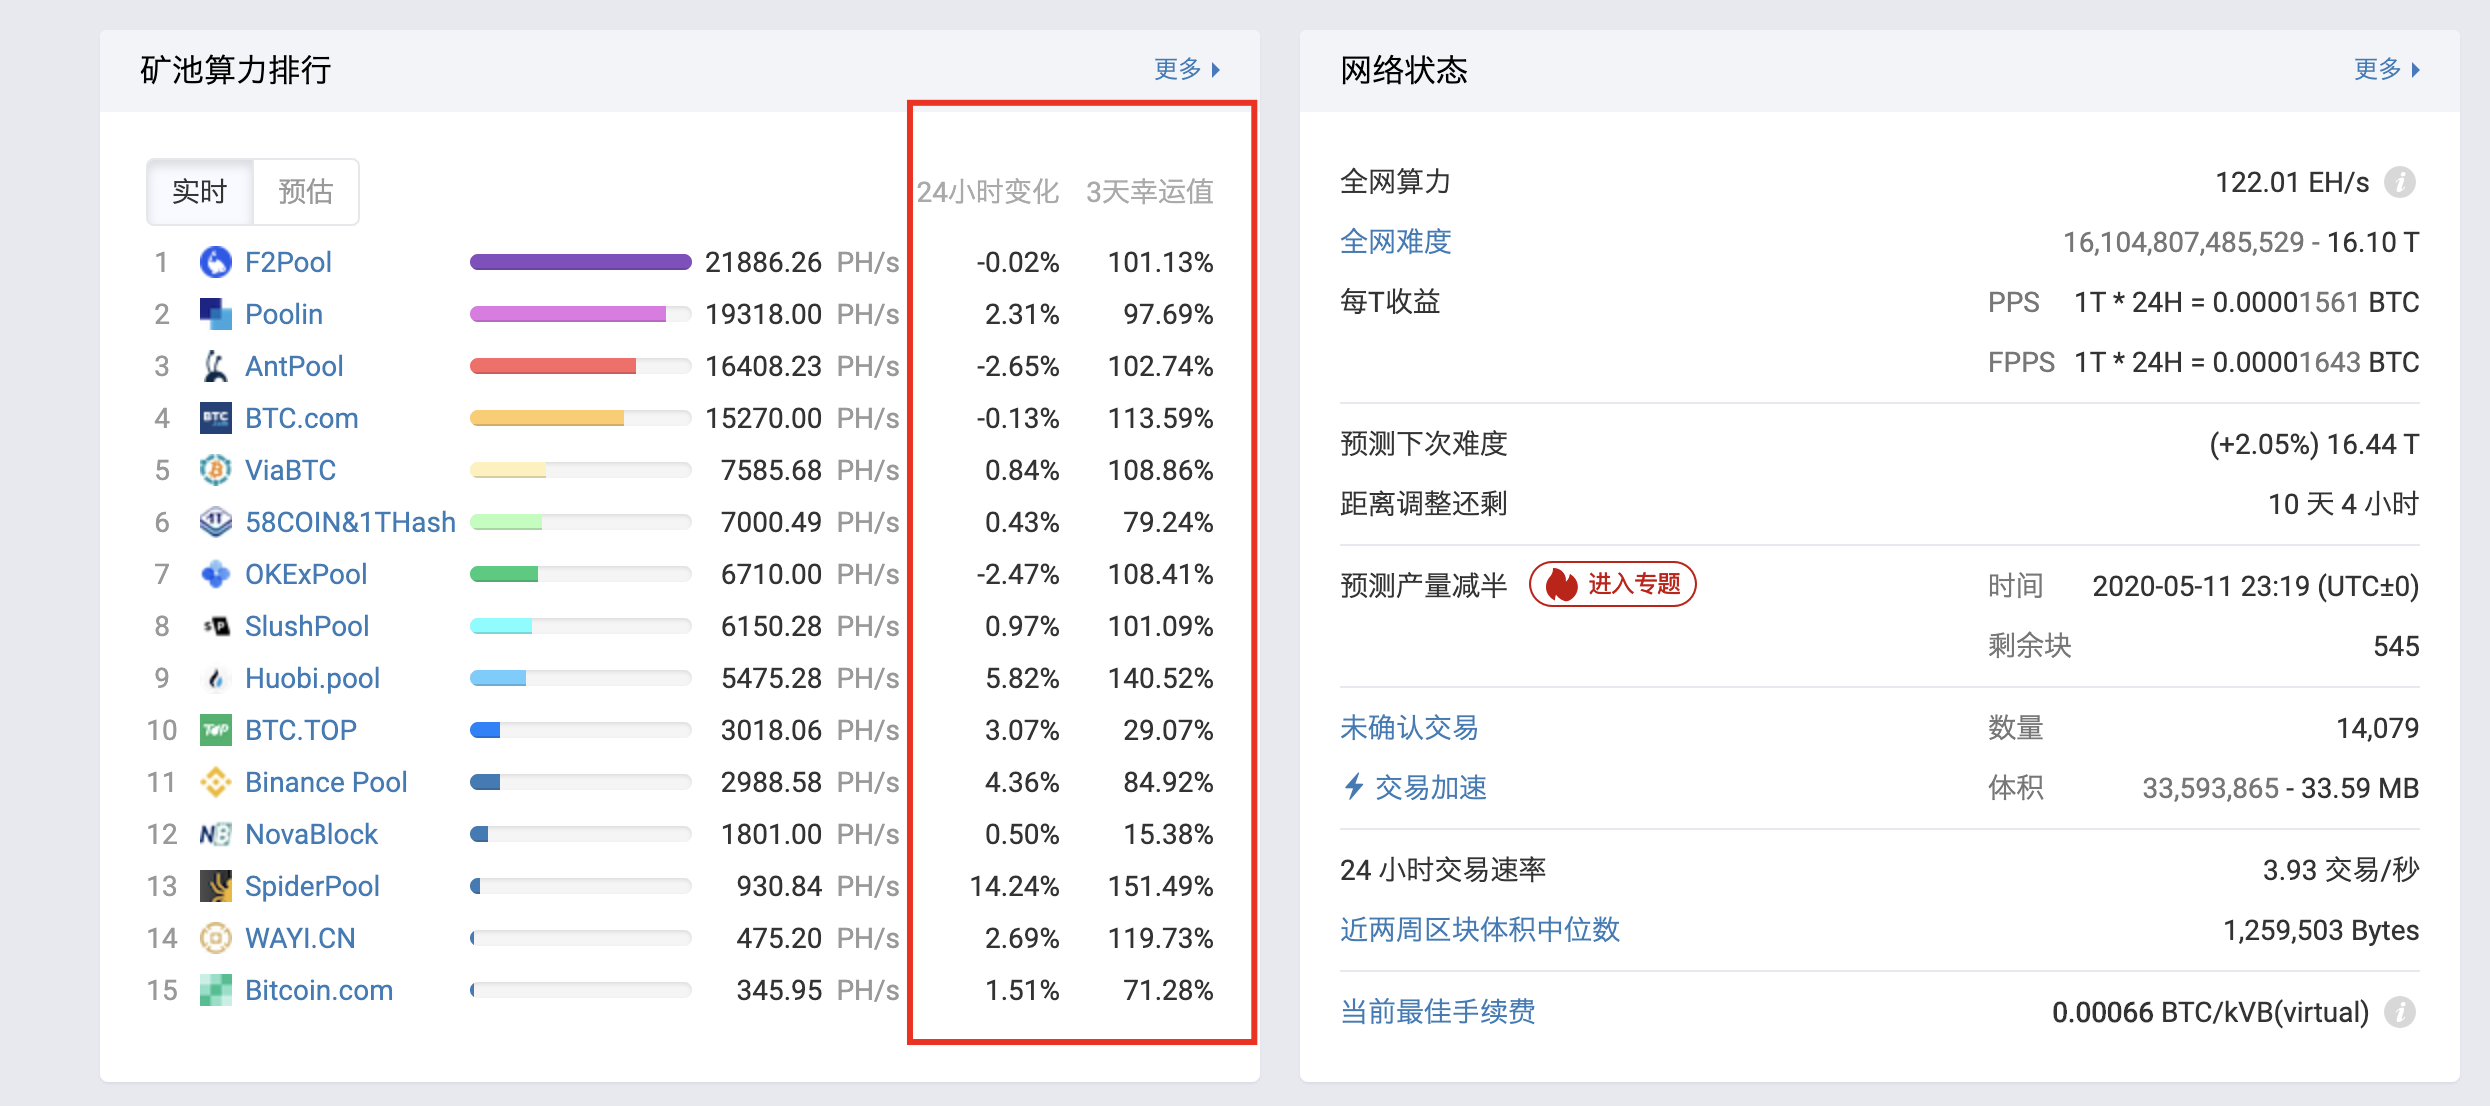 矿池算力排行
更多
实时 预估 24小时变化 3天幸运值
1 F2Pool 21886.26 PH/s -0.02% 101.13%
2 Poolin 19318.00 PH/s 2.31% 97.69%
3 AntPool 16408.23 PH/s -2.65% 102.74%
4 BTC BTC.com 15270.00 PH/s -0.13% 113.59%
5 ViaBTC 7585.68 PH/s 0.84% 108.86%
6 1T 58COIN&1THash 7000.49 PH/s 0.43% 79.24%
7 OKExPool 6710.00 PH/s -2.47% 108.41%
8 SP SlushPool 6150.28 PH/s 0.97% 101.09%
9 Huobi.pool 5475.28 PH/s 5.82% 140.52%
10 TOP BTC.TOP 3018.06 PH/s 3.07% 29.07%
11 Binance Pool 2988.58 PH/s 4.36% 84.92%
12 NB NovaBlock 1801.00 PH/s 0.50% 15.38%
13 SpiderPool 930.84 PH/s 14.24% 151.49%
14 WAYI.CN 475.20 PH/s 2.69% 119.73%
15 Bitcoin.com 345.95 PH/s 1.51% 71.28%
网络状态
更多
全网算力 122.01 EH/s i
全网难度 16,104,807,485,529 - 16.10 T
每T收益 PPS 1T * 24H = 0.00001561 BTC
FPPS 1T * 24H = 0.00001643 BTC
预测下次难度 (+2.05%) 16.44 T
距离调整还剩 10 天 4 小时
预测产量减半 进入专题 时间 2020-05-11 23:19 (UTC±0)
剩余块 545
未确认交易 数量 14,079
交易加速 体积 33,593,865 - 33.59 MB
24 小时交易速率 3.93 交易/秒
近两周区块体积中位数 1,259,503 Bytes
当前最佳手续费 0.00066 BTC/kVB(virtual) i